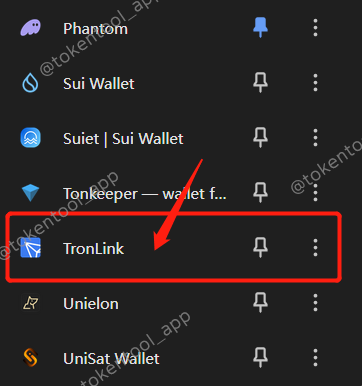 Phantom
@tokentool_app
Sui Wallet
Suiet | Sui Wallet
@tokentool_app
Tonkeeper — wallet f...
@tokentool_app
TronLink
Unielon
@tokentool_app
UniSat Wallet